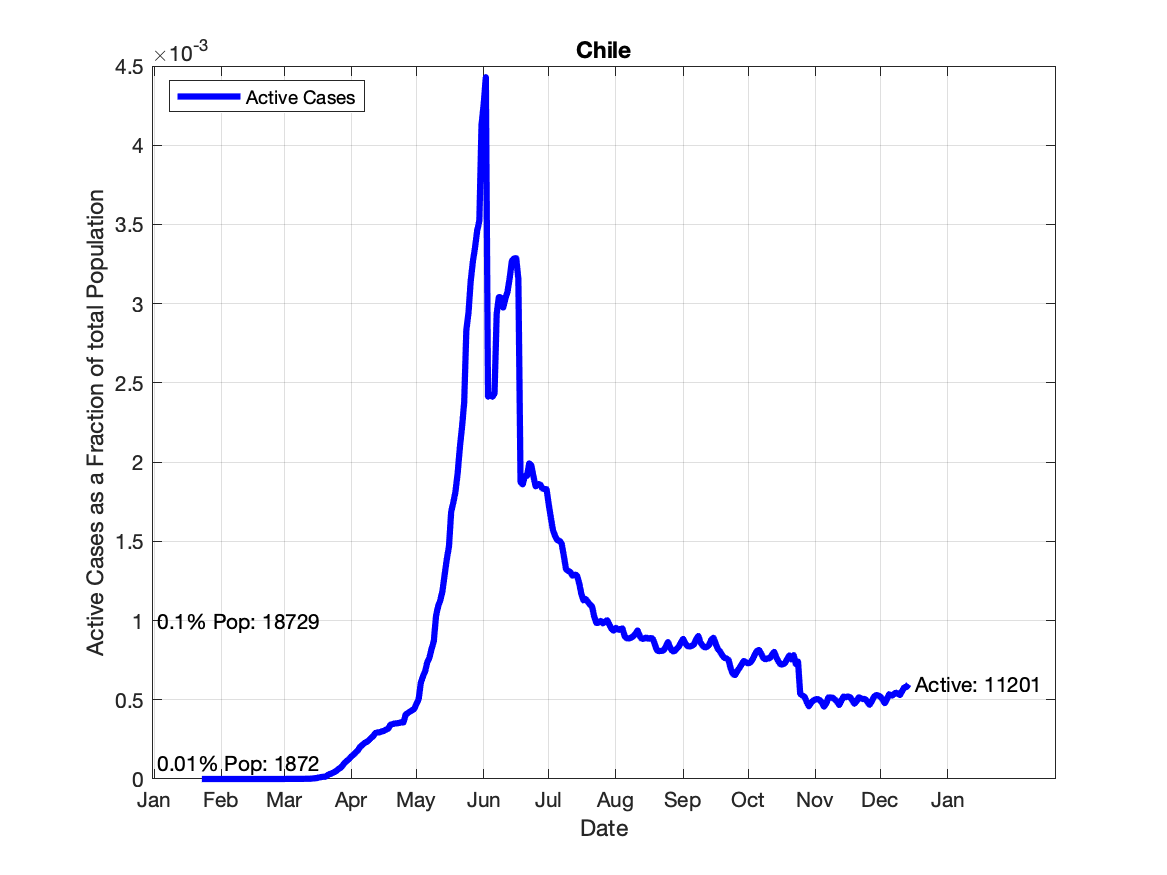 Chile
×10-3
Active Cases
4.5
4
3.5
3
2.5
2
1.5
1
0.5
0
Active Cases as a Fraction of total Population
0.1% Pop: 18729
0.01% Pop: 1872
Active: 11201
Jan Feb Mar Apr May Jun Jul Aug Sep Oct Nov Dec Jan
Date